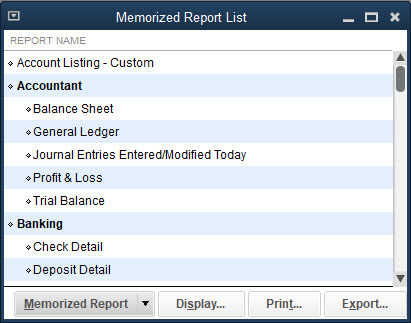 Memorized Report List
REPORT NAME
Account Listing - Custom
Accountant
Balance Sheet
General Ledger
Journal Entries Entered/Modified Today
Profit & Loss
Trial Balance
Banking
Check Detail
Deposit Detail
Memorized Report Display... Print... Export...